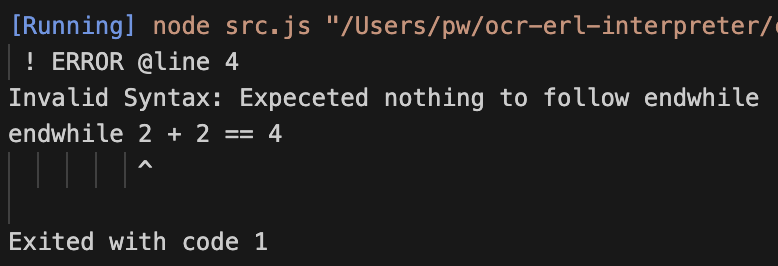 [Running] node src.js "/Users/pw/ocr-erl-interpreter/
! ERROR @line 4
Invalid Syntax: Expeceted nothing to follow endwhile
endwhile 2 + 2 == 4
^
Exited with code 1